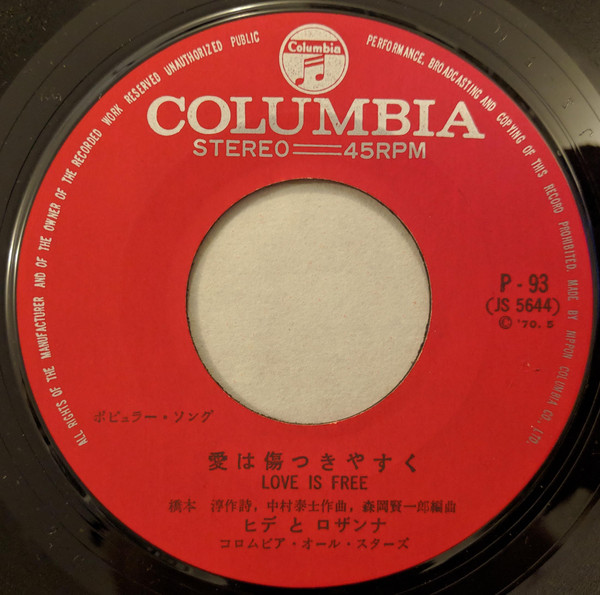 ALL RIGHTS OF THE MANUFACTURER AND OF THE OWNER OF THE RECORDED WORK RESERVED UNAUTHORIZED PUBLIC PERFORMANCE, BROADCASTING AND COPYING OF THIS RECORD PROHIBITED. MADE BY NIPPON COLUMBIA CO. LTD.
Columbia
COLUMBIA
STEREO 45RPM
P-93
(JS 5644)
© '70.5
ポピュラー・ソング
愛は傷つきやすく
LOVE IS FREE
橋本 淳作詩, 中村泰士作曲, 森岡賢一郎編曲
ヒデ と ロザンナ
コロムビア・オール・スターズ